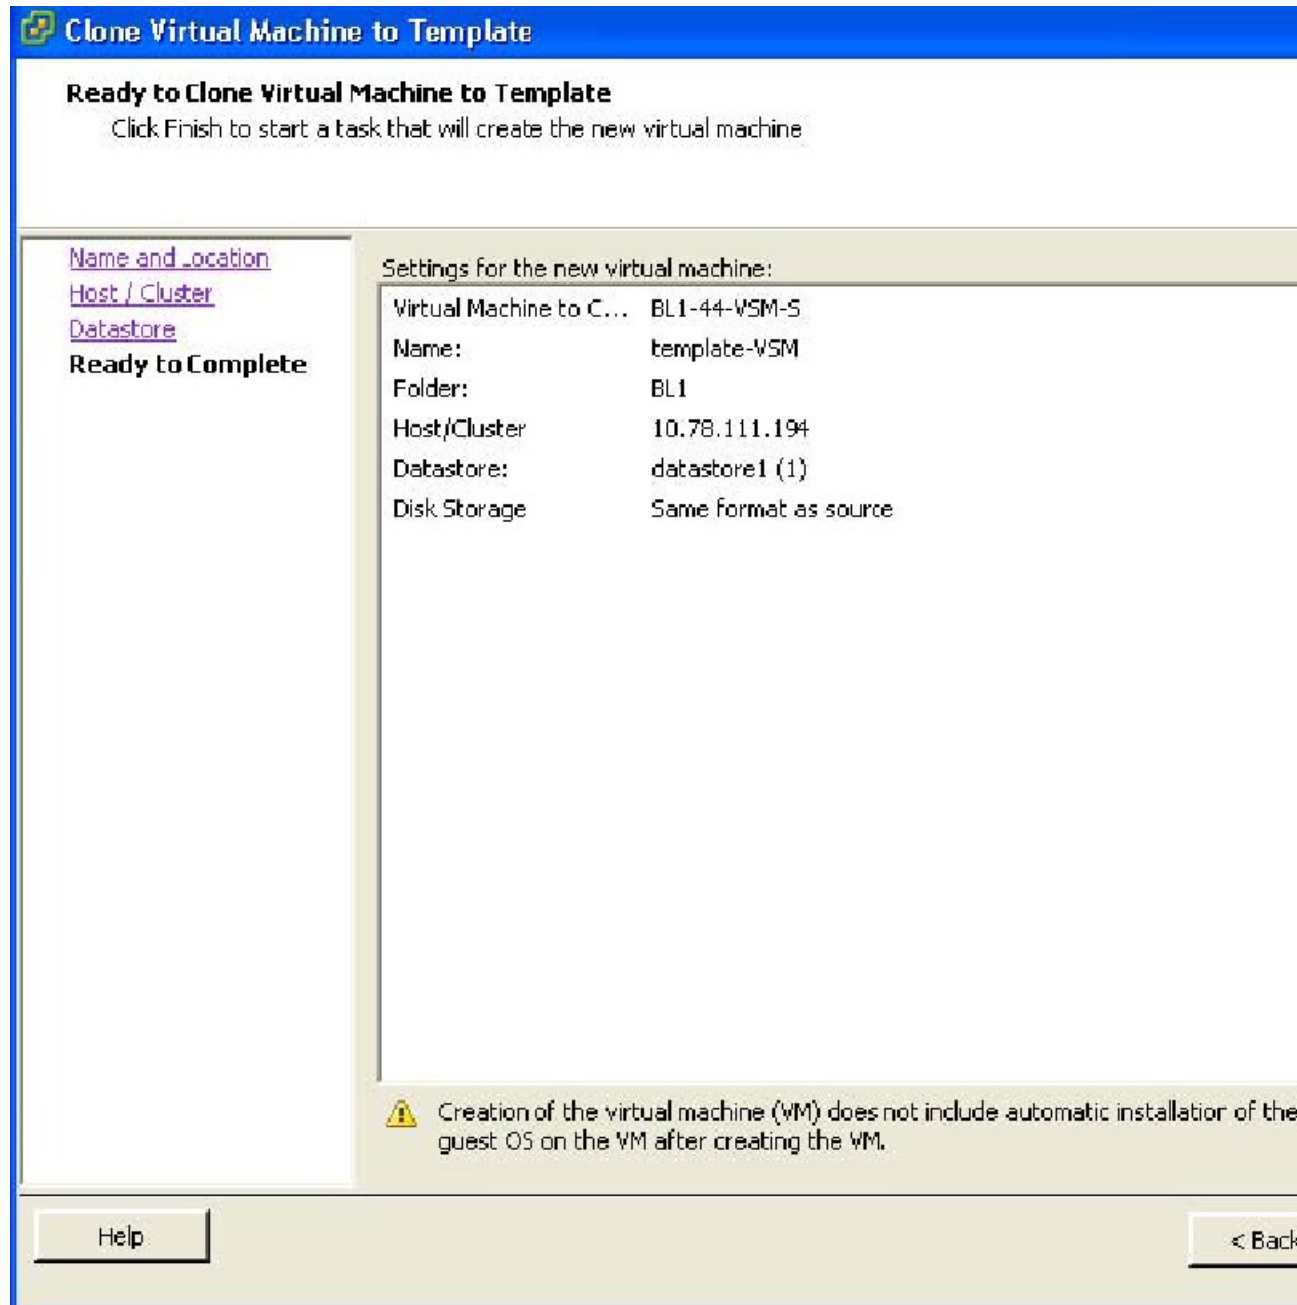 Clone Virtual Machine to Template
Ready to Clone Virtual Machine to Template
Click Finish to start a task that will create the new virtual machine
Name and Location
Host / Cluster
Datastore
Ready to Complete
Settings for the new virtual machine:
Virtual Machine to C... BL1-44-VSM-S
Name: template-VSM
Folder: BL1
Host/Cluster 10.78.111.194
Datastore: datastore1 (1)
Disk Storage Same format as source
Creation of the virtual machine (VM) does not include automatic installation of the
guest OS on the VM after creating the VM.
Help
< Back